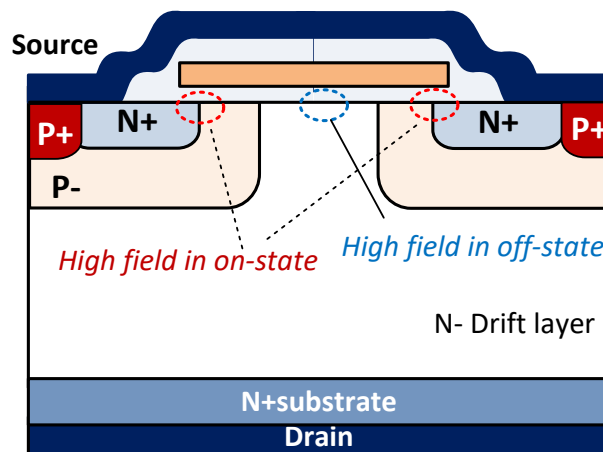 Source
P+
N+
N+
P+
P-
High field in on-state
High field in off-state
N- Drift layer
N+substrate
Drain